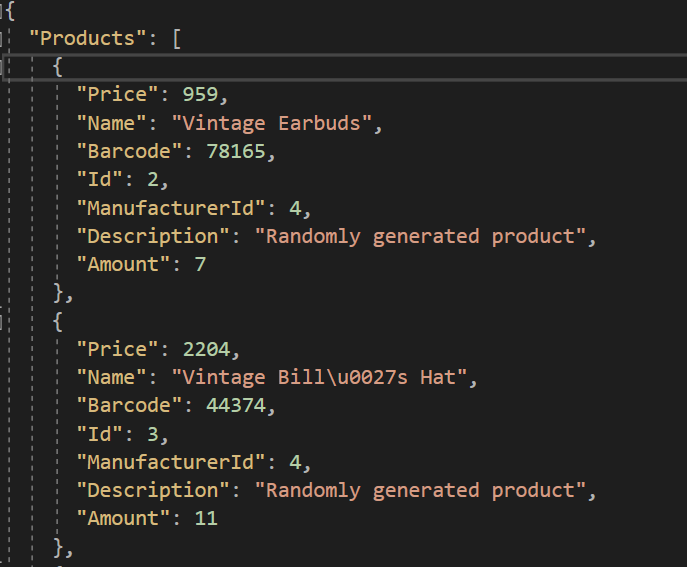 {
"Products": [
{
"Price": 959,
"Name": "Vintage Earbuds",
"Barcode": 78165,
"Id": 2,
"ManufacturerId": 4,
"Description": "Randomly generated product",
"Amount": 7
},
{
"Price": 2204,
"Name": "Vintage Bill\u0027s Hat",
"Barcode": 44374,
"Id": 3,
"ManufacturerId": 4,
"Description": "Randomly generated product",
"Amount": 11
},